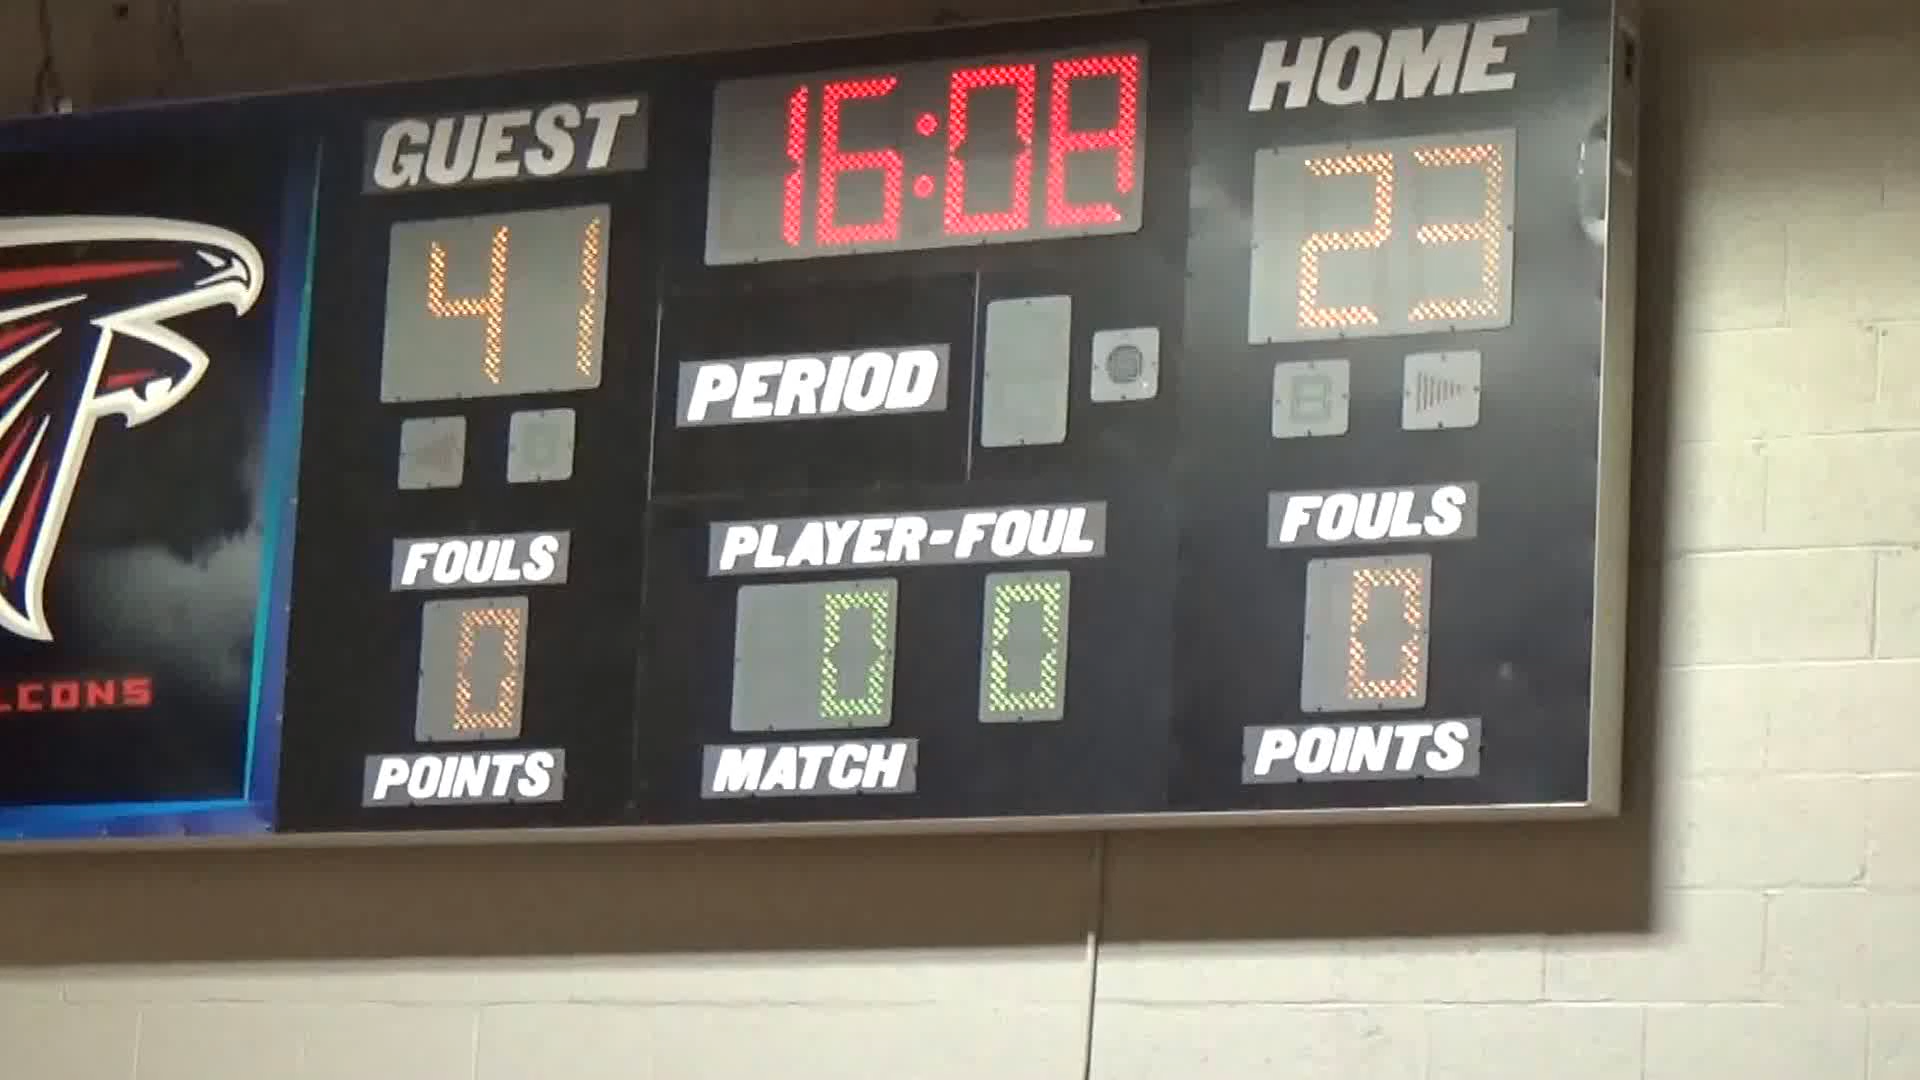 GUEST
16:08
HOME
41
23
PERIOD
B
FOULS
PLAYER-FOUL
FOULS
0
0
0
0
LCONS
POINTS
MATCH
POINTS